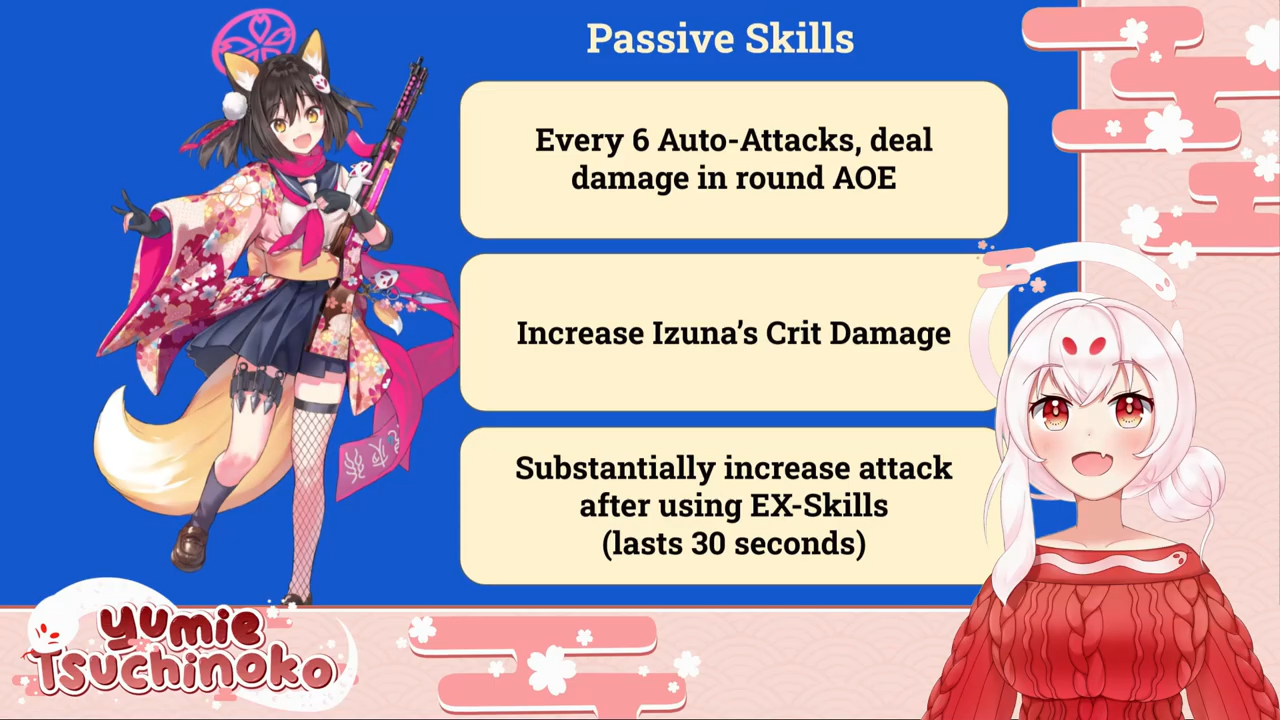 Passive Skills
Every 6 Auto-Attacks, deal
damage in round AOE
Increase Izuna's Crit Damage
Substantially increase attack
after using EX-Skills
(lasts 30 seconds)
yumie
Tsuchinoko